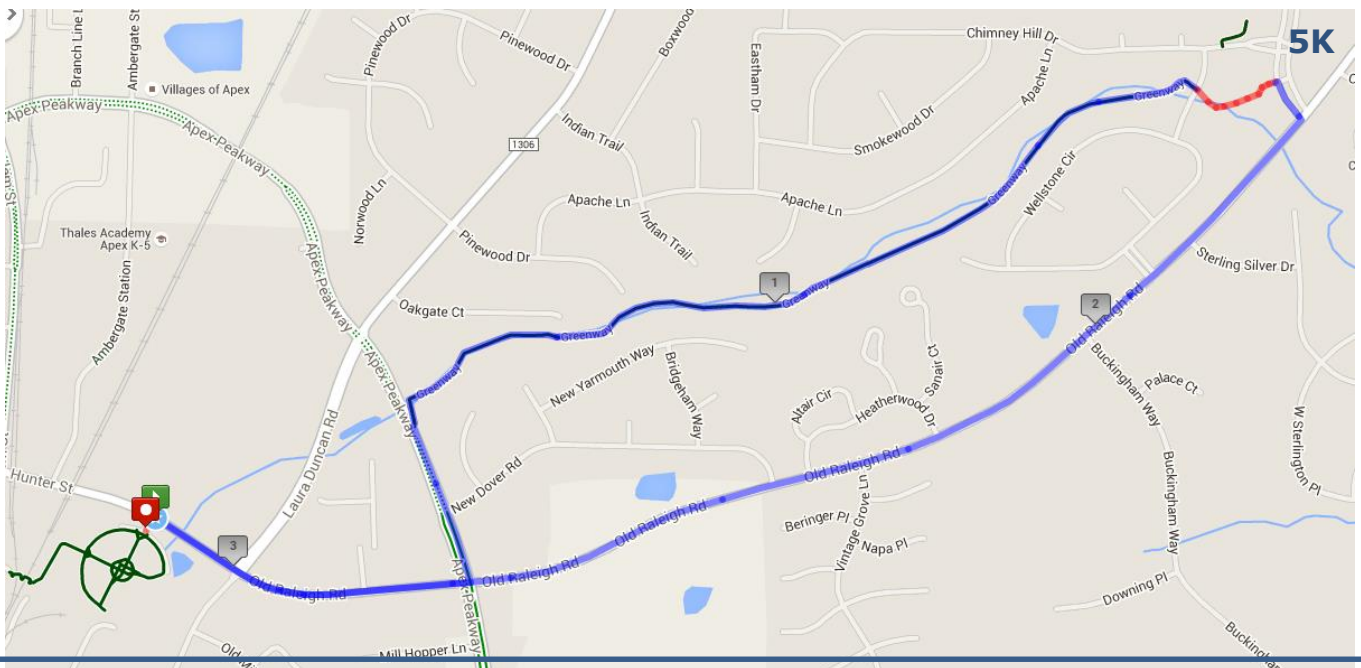 5K
Chimney Hill Dr
Pinewood Dr
Pinewood Dr
Boxwood
Branch Line
Ambergate St
Villages of Apex
Apex Peakway
Apex Peakway
Eastham Dr
Apache Ln
Greenway
Smokewood Dr
Indian Trail
1306
Wellstone Cir
Greenway
Norwood Ln
Apache Ln
Apache Ln
Indian Trail
Thales Academy
Apex K-5
Pinewood Dr
Apex Peakway
Sterling Silver Dr
Ambergate Station
1
Greenway
Oakgate Ct
2
Old Raleigh Rd
Greenway
Apex Peakway
New Yarmouth Way
Bridgeham Way
Sanair Ct
Buckingham Way
Palace Ct
Greenway
Altair Cir
Heatherwood Dr
W Sterlington Pl
Laura Duncan Rd
New Dover Rd
Old Raleigh Rd
Hunter St
Vintage Grove Ln
Buckingham Way
Old Raleigh Rd
Beringer Pl
Napa Pl
3
Old Raleigh Rd
Old Raleigh Rd
Apex Peakway
Downing Pl
Mill Hopper Ln